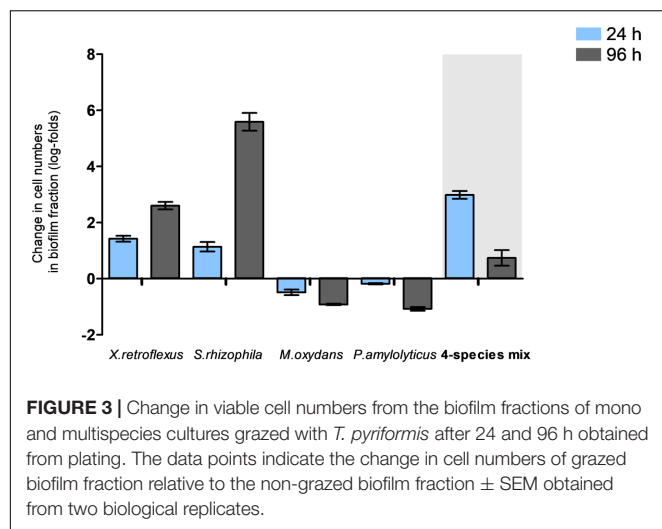 24 h
96 h
Change in cell numbers
in biofilm fraction (log-folds)
8
6
4
2
0
-2
X.retroflexus S.rhizophila M.oxydans P.amylolyticus 4-species mix
FIGURE 3 | Change in viable cell numbers from the biofilm fractions of mono
and multispecies cultures grazed with T. pyriformis after 24 and 96 h obtained
from plating. The data points indicate the change in cell numbers of grazed
biofilm fraction relative to the non-grazed biofilm fraction ± SEM obtained
from two biological replicates.